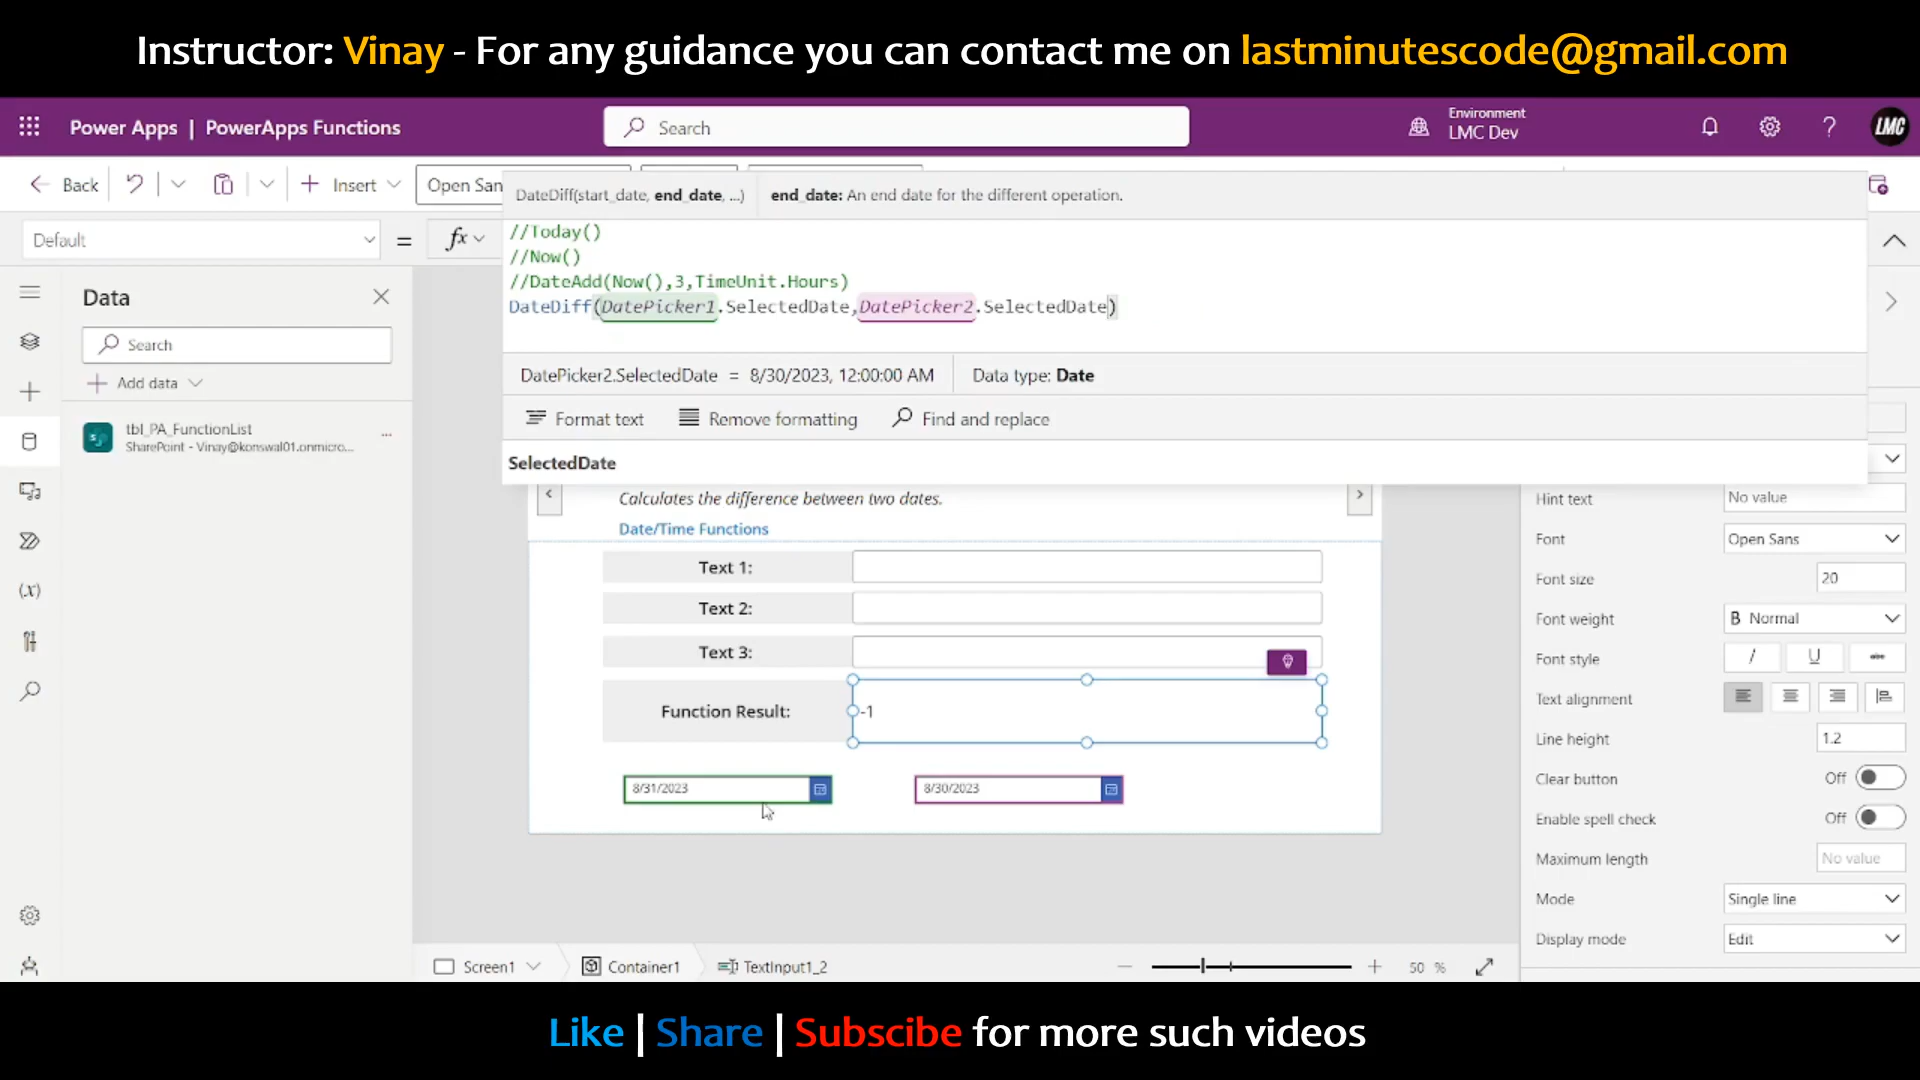 Instructor: Vinay - For any guidance you can contact me on lastminutescode@gmail.com
Power Apps | PowerApps Functions
Search
Environment
LMC Dev
?
LMC
Back
Insert
Open San
DateDiff(start_date, end_date, ...)
end_date: An end date for the different operation.
Default
=
fx
//Today()
//Now()
//DateAdd(Now(),3,TimeUnit.Hours)
DateDiff(DatePicker1.SelectedDate,DatePicker2.SelectedDate)
DatePicker2.SelectedDate = 8/30/2023, 12:00:00 AM
Data type: Date
Format text
Remove formatting
Find and replace
SelectedDate
Data
Search
Add data
tbl_PA_FunctionList
SharePoint - Vinay@konswal01.onmicro...
Calculates the difference between two dates.
Date/Time Functions
Text 1:
Text 2:
Text 3:
Function Result:
-1
8/31/2023
8/30/2023
Hint text
No value
Font
Open Sans
Font size
20
Font weight
B Normal
Font style
/ U abc
Text alignment
Line height
1.2
Clear button
Off
Enable spell check
Off
Maximum length
No value
Mode
Single line
Display mode
Edit
Screen1
Container1
TextInput1_2
50 %
Like | Share | Subscibe for more such videos